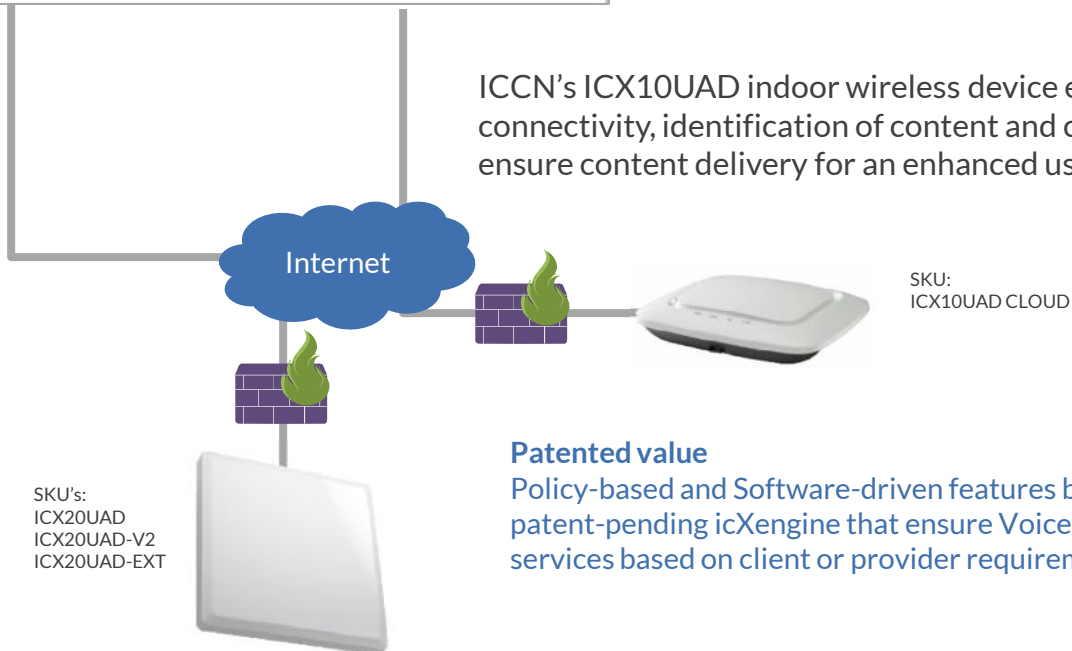 ICCN’s ICX10UAD indoor wireless device
connectivity, identification of content and
ensure content delivery for an enhanced
Internet
SKU:
ICX10UAD CLOUD
Patented value
Policy-based and Software-driven features
patent-pending icXengine that ensure Voice
services based on client or provider
SKU’s:
ICX20UAD
ICX20UAD-V2
ICX20UAD-EXT